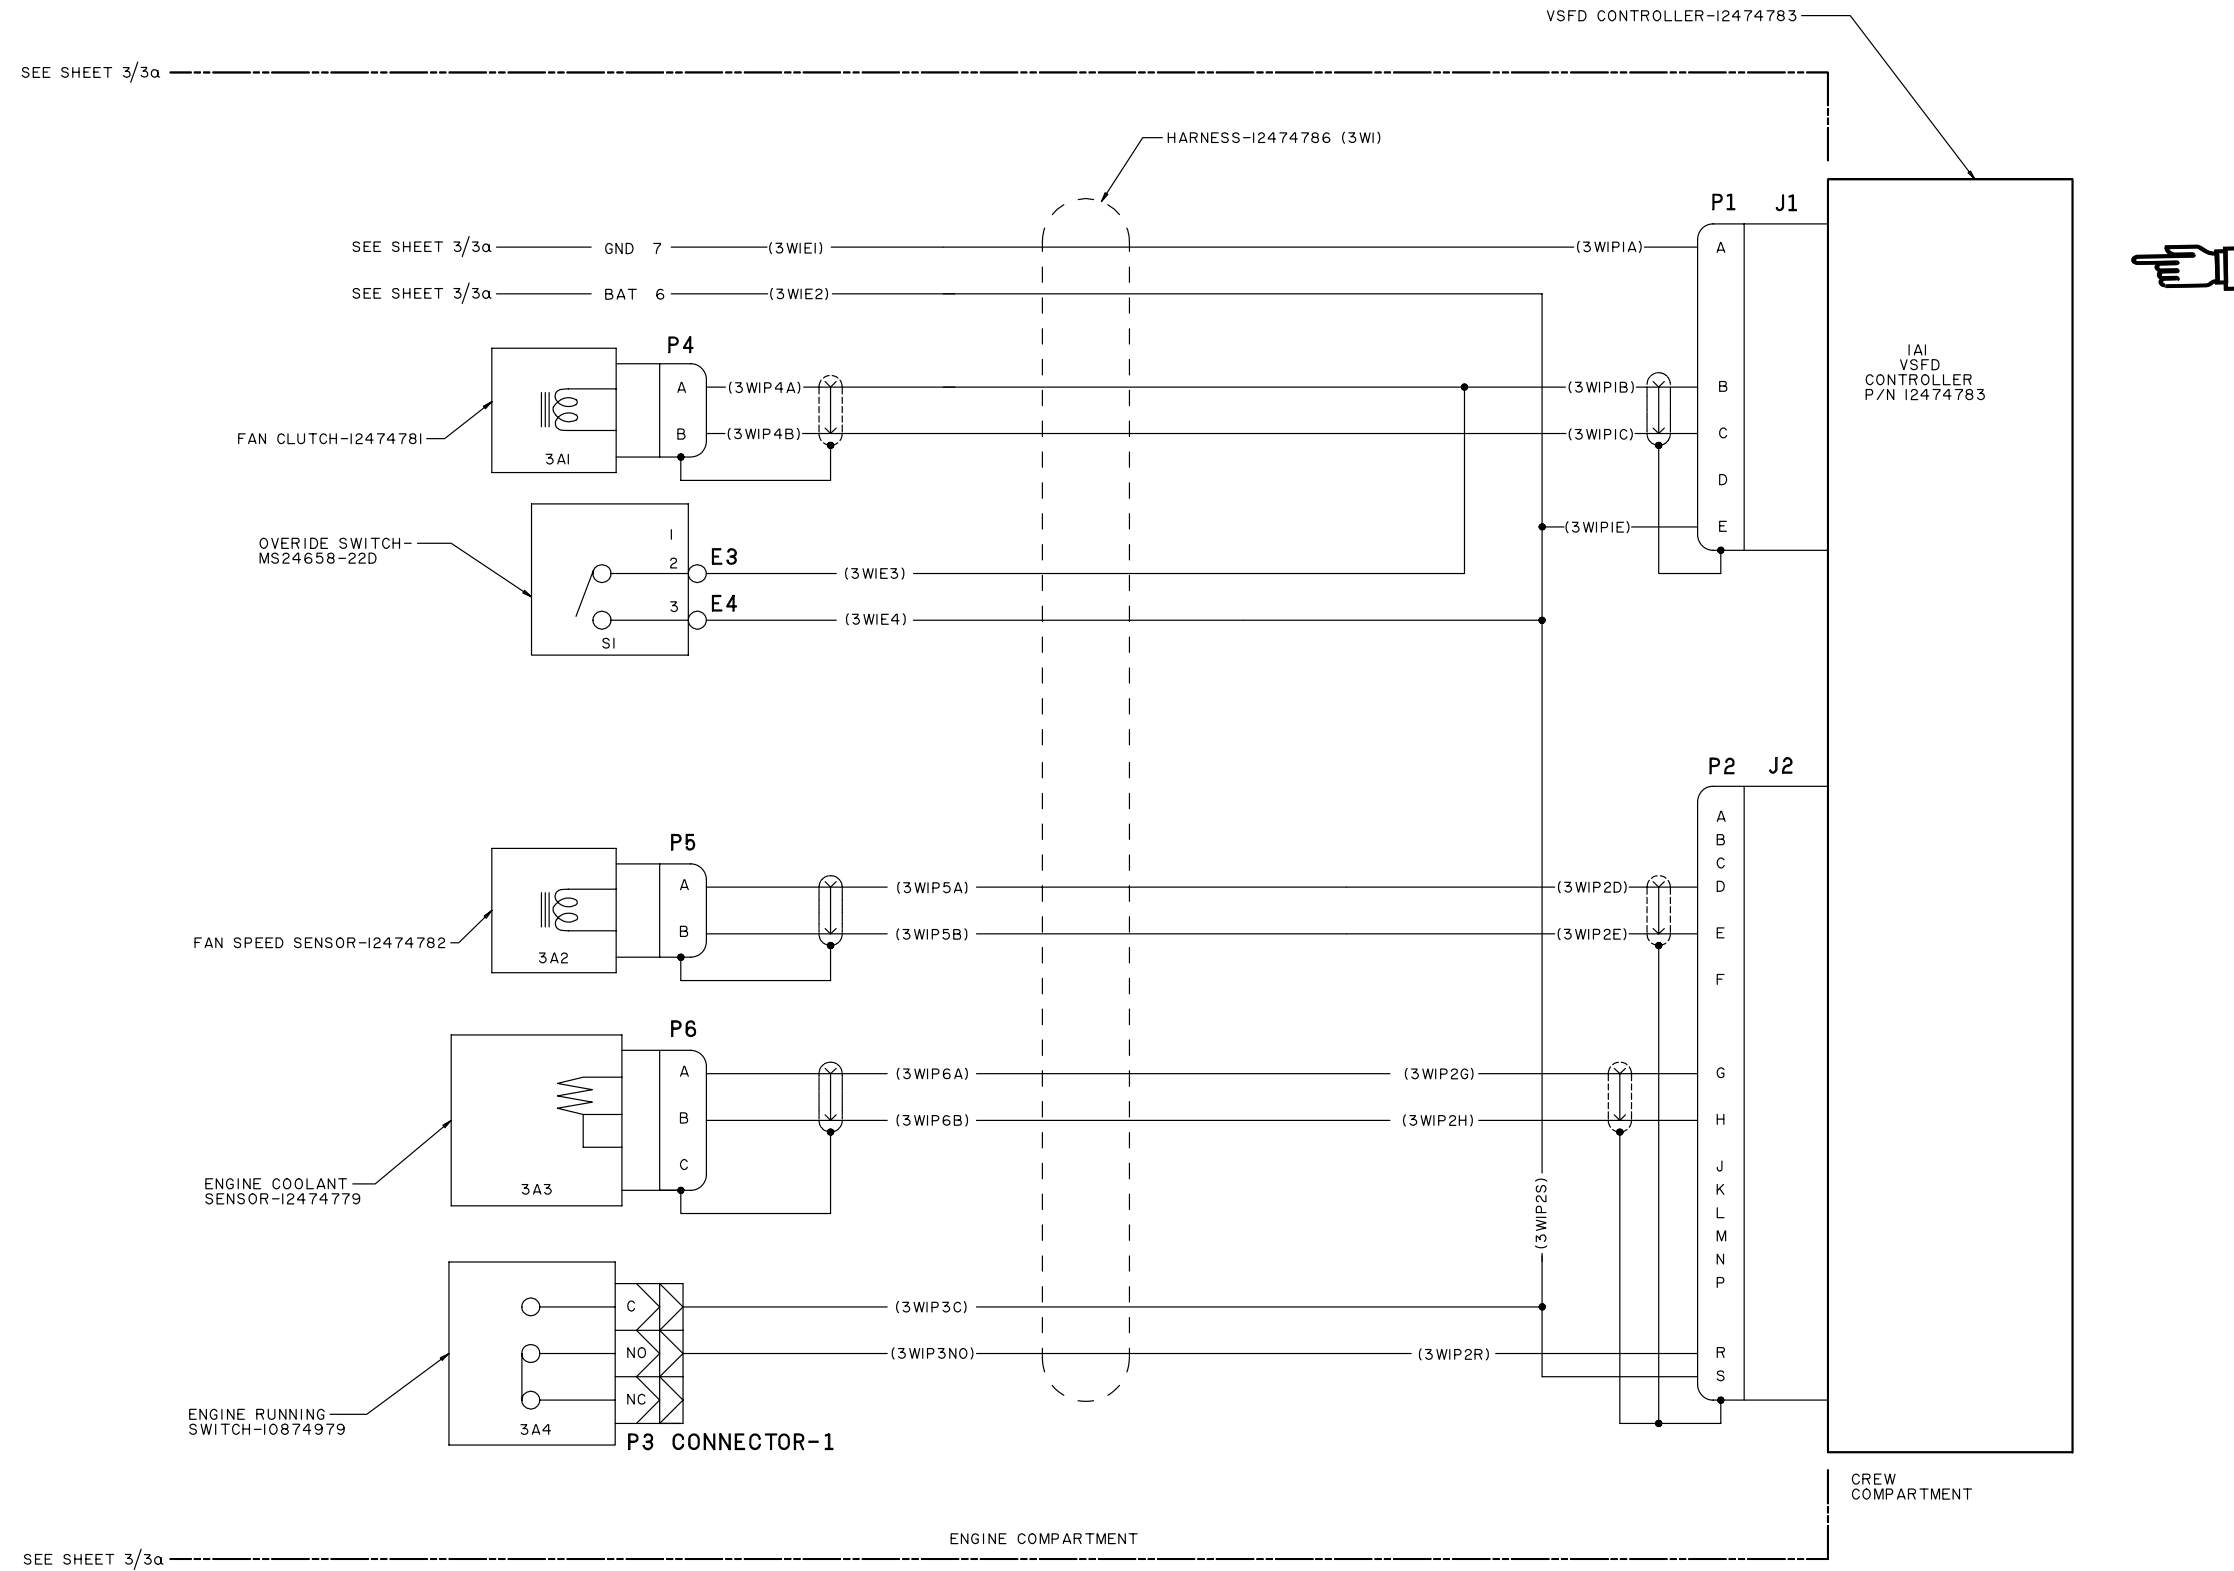 VSFD CONTROLLER-12474783
SEE SHEET 3/3a
HARNESS-12474786 (3W1)
P1 J1
SEE SHEET 3/3a GND 7 (3W1E1) (3W1P1A) A
SEE SHEET 3/3a BAT 6 (3W1E2)
1A1
VSFD
CONTROLLER
P/N 12474783
P4
A (3W1P4A) (3W1P1B) B
B (3W1P4B) (3W1P1C) C
FAN CLUTCH-12474781
3A1
D
(3W1P1E) E
OVERIDE SWITCH-
MS24658-22D
1
2 E3 (3W1E3)
3 E4 (3W1E4)
S1
P2 J2
A
B
C
P5
A (3W1P5A) (3W1P2D) D
B (3W1P5B) (3W1P2E) E
FAN SPEED SENSOR-12474782
3A2
F
P6
A (3W1P6A) (3W1P2G) G
B (3W1P6B) (3W1P2H) H
C
ENGINE COOLANT
SENSOR-12474779
3A3
J
K
L
M
N
P
(3W1P2S)
C (3W1P3C)
NO (3W1P3NO) (3W1P2R) R
S
NC
ENGINE RUNNING
SWITCH-10874979
3A4
P3 CONNECTOR-1
CREW
COMPARTMENT
ENGINE COMPARTMENT
SEE SHEET 3/3a